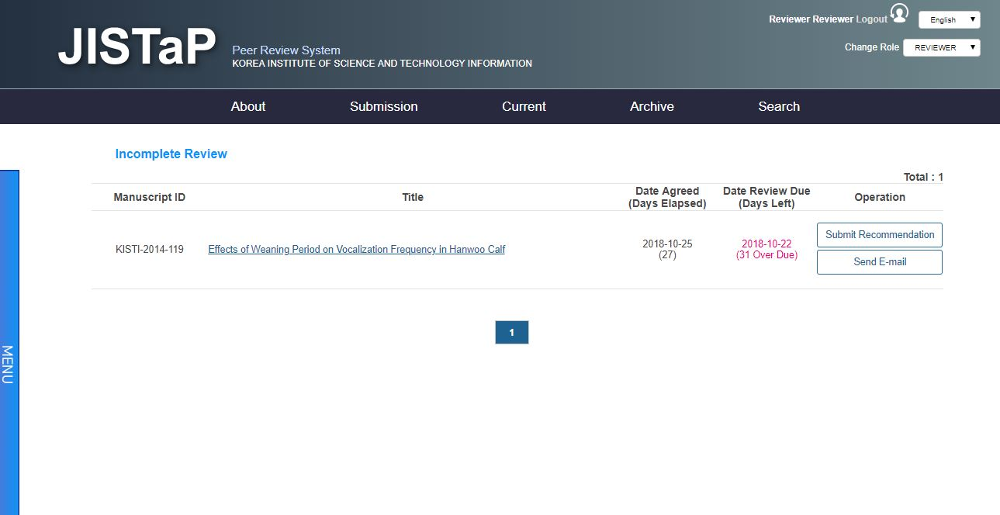 JISTaP
Peer Review System
KOREA INSTITUTE OF SCIENCE AND TECHNOLOGY INFORMATION
Reviewer Reviewer Logout
English
Change Role
REVIEWER
About Submission Current Archive Search
Incomplete Review
Total : 1
Manuscript ID Title Date Agreed Date Review Due Operation
(Days Elapsed) (Days Left)
KISTI-2014-119 Effects of Weaning Period on Vocalization Frequency in Hanwoo Calf 2018-10-25 2018-10-22 Submit Recommendation
(27) (31 Over Due) Send E-mail
1
MENU